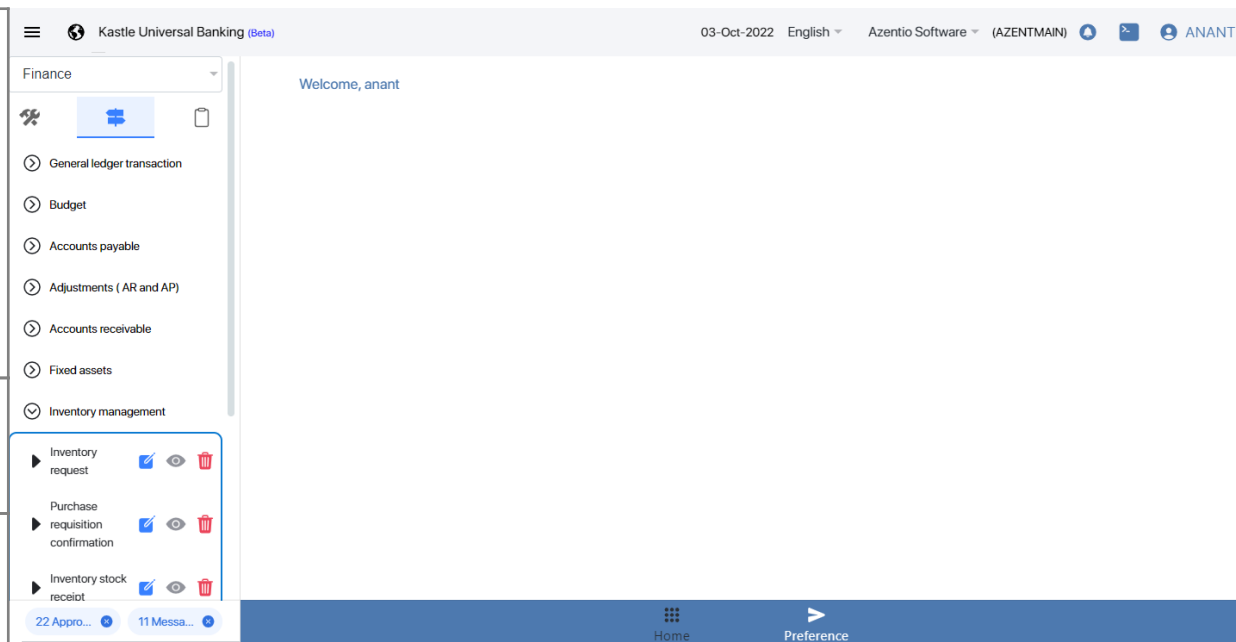 Kastle Universal Banking (Beta)
03-Oct-2022 English Azentio Software (AZENTMAIN) ANANT
Finance
Welcome, anant
General ledger transaction
Budget
Accounts payable
Adjustments ( AR and AP)
Accounts receivable
Fixed assets
Inventory management
Inventory
request
Purchase
requisition
confirmation
Inventory stock
receipt
22 Appro... 11 Messa...
Home Preference